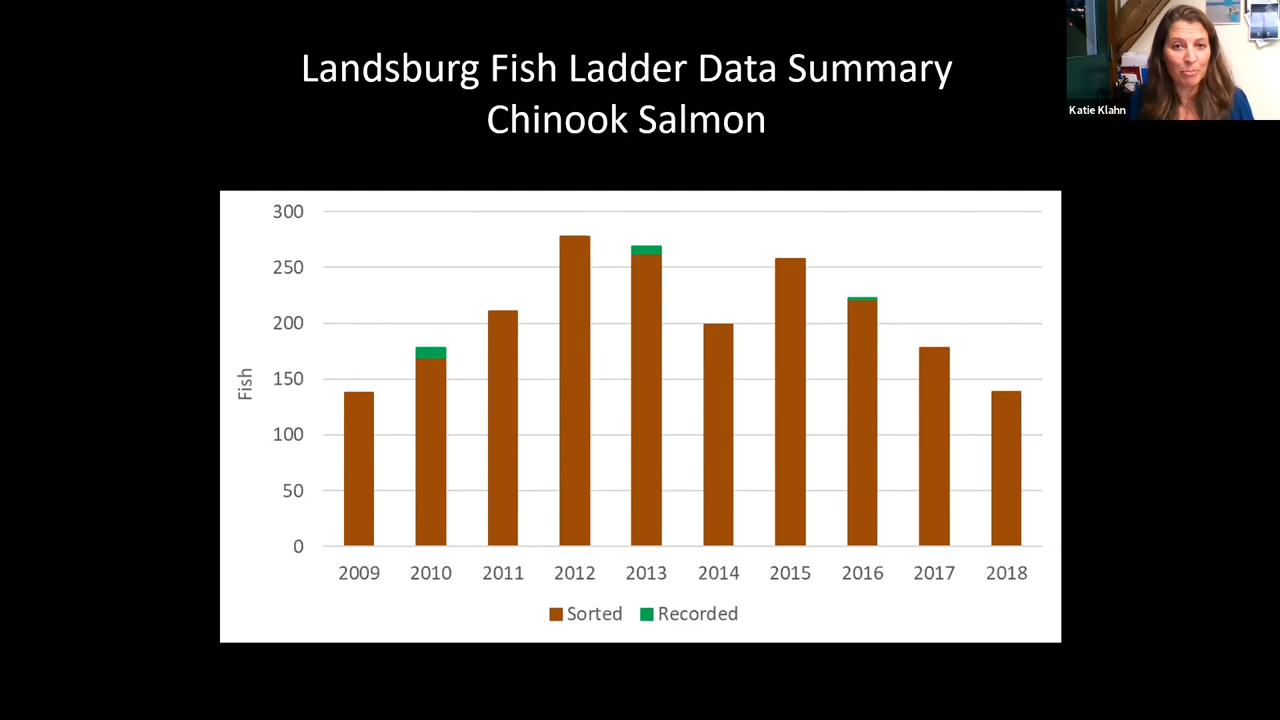 Landsburg Fish Ladder Data Summary
Chinook Salmon
Katie Klahn
300
250
200
150
100
50
0
Fish
2009 2010 2011 2012 2013 2014 2015 2016 2017 2018
Sorted Recorded